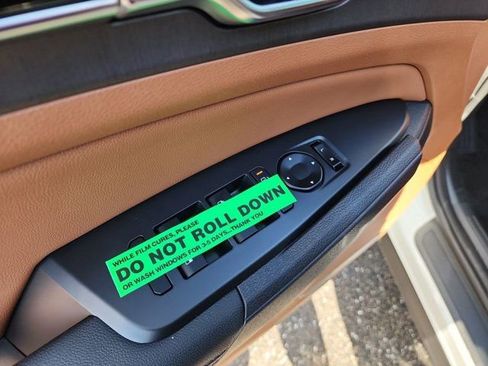 WHILE FILM CURES, PLEASE
DO NOT ROLL DOWN
OR WASH WINDOWS FOR 3-5 DAYS...THANK YOU